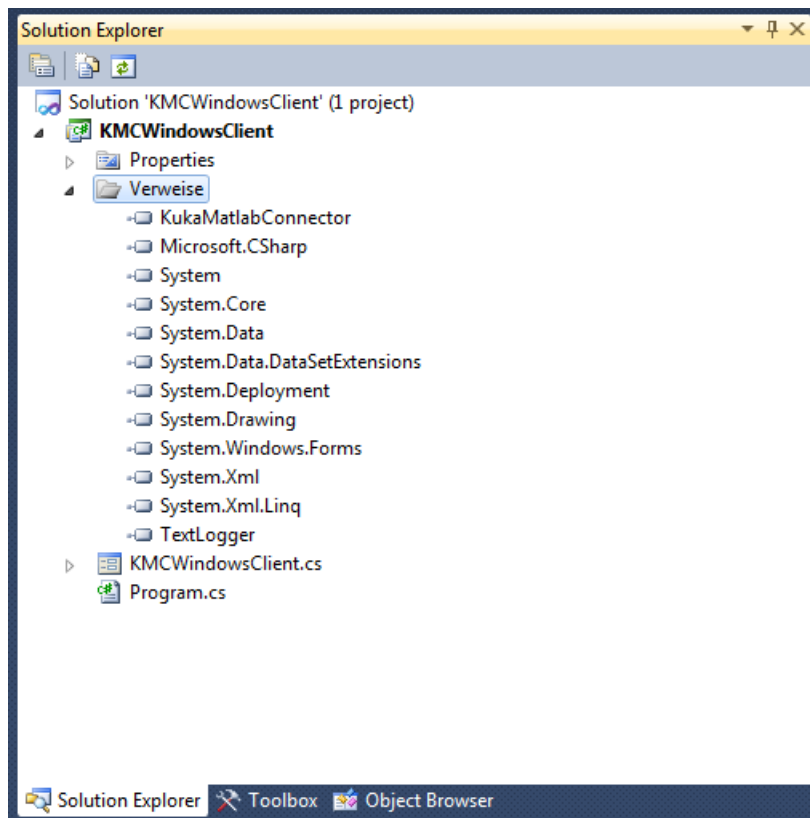 Solution Explorer
Solution 'KMCWindowsClient' (1 project)
KMCWindowsClient
Properties
Verweise
KukaMatlabConnector
Microsoft.CSharp
System
System.Core
System.Data
System.Data.DataSetExtensions
System.Deployment
System.Drawing
System.Windows.Forms
System.Xml
System.Xml.Linq
TextLogger
KMCWindowsClient.cs
Program.cs
Solution Explorer Toolbox Object Browser